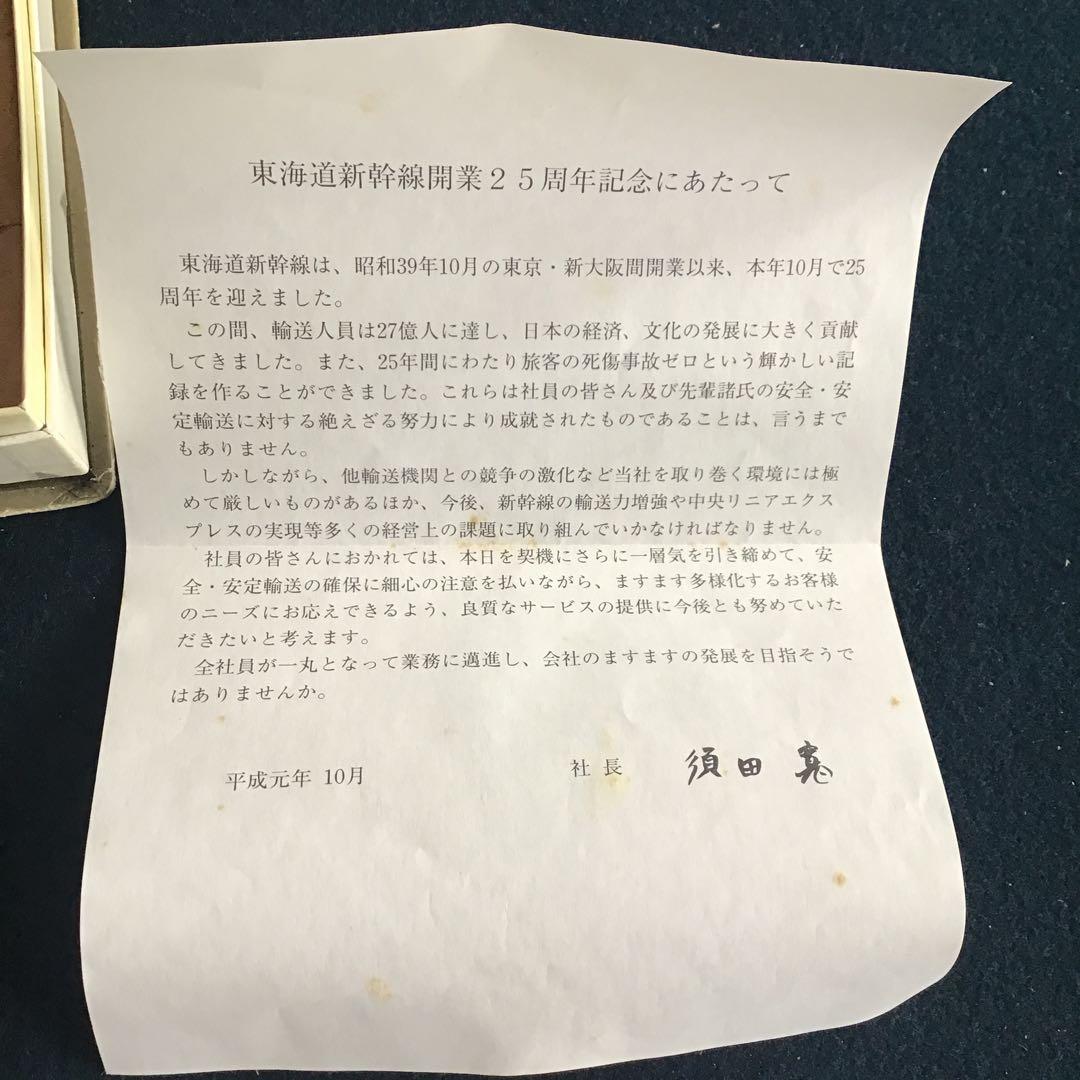 東海道新幹線開業２５周年記念にあたって
東海道新幹線は、昭和39年10月の東京・新大阪間開業以来、本年10月で25
周年を迎えました。
この間、輸送人員は27億人に達し、日本の経済、文化の発展に大きく貢献
してきました。また、25年間にわたり旅客の死傷事故ゼロという輝かしい記
録を作ることができました。これらは社員の皆さん及び先輩諸氏の安全・安
定輸送に対する絶えざる努力により成就されたものであることは、言うまで
もありません。
しかしながら、他輸送機関との競争の激化など当社を取り巻く環境には極
めて厳しいものがあるほか、今後、新幹線の輸送力増強や中央リニアエクス
プレスの実現等多くの経営上の課題に取り組んでいかなければなりません。
社員の皆さんにおかれては、本日を契機にさらに一層気を引き締めて、安
全・安定輸送の確保に細心の注意を払いながら、ますます多様化するお客様
のニーズにお応えできるよう、良質なサービスの提供に今後とも努めていた
だきたいと考えます。
全社員が一丸となって業務に邁進し、会社のますますの発展を目指そうで
はありませんか。
平成元年 10月
社長 須田 寛